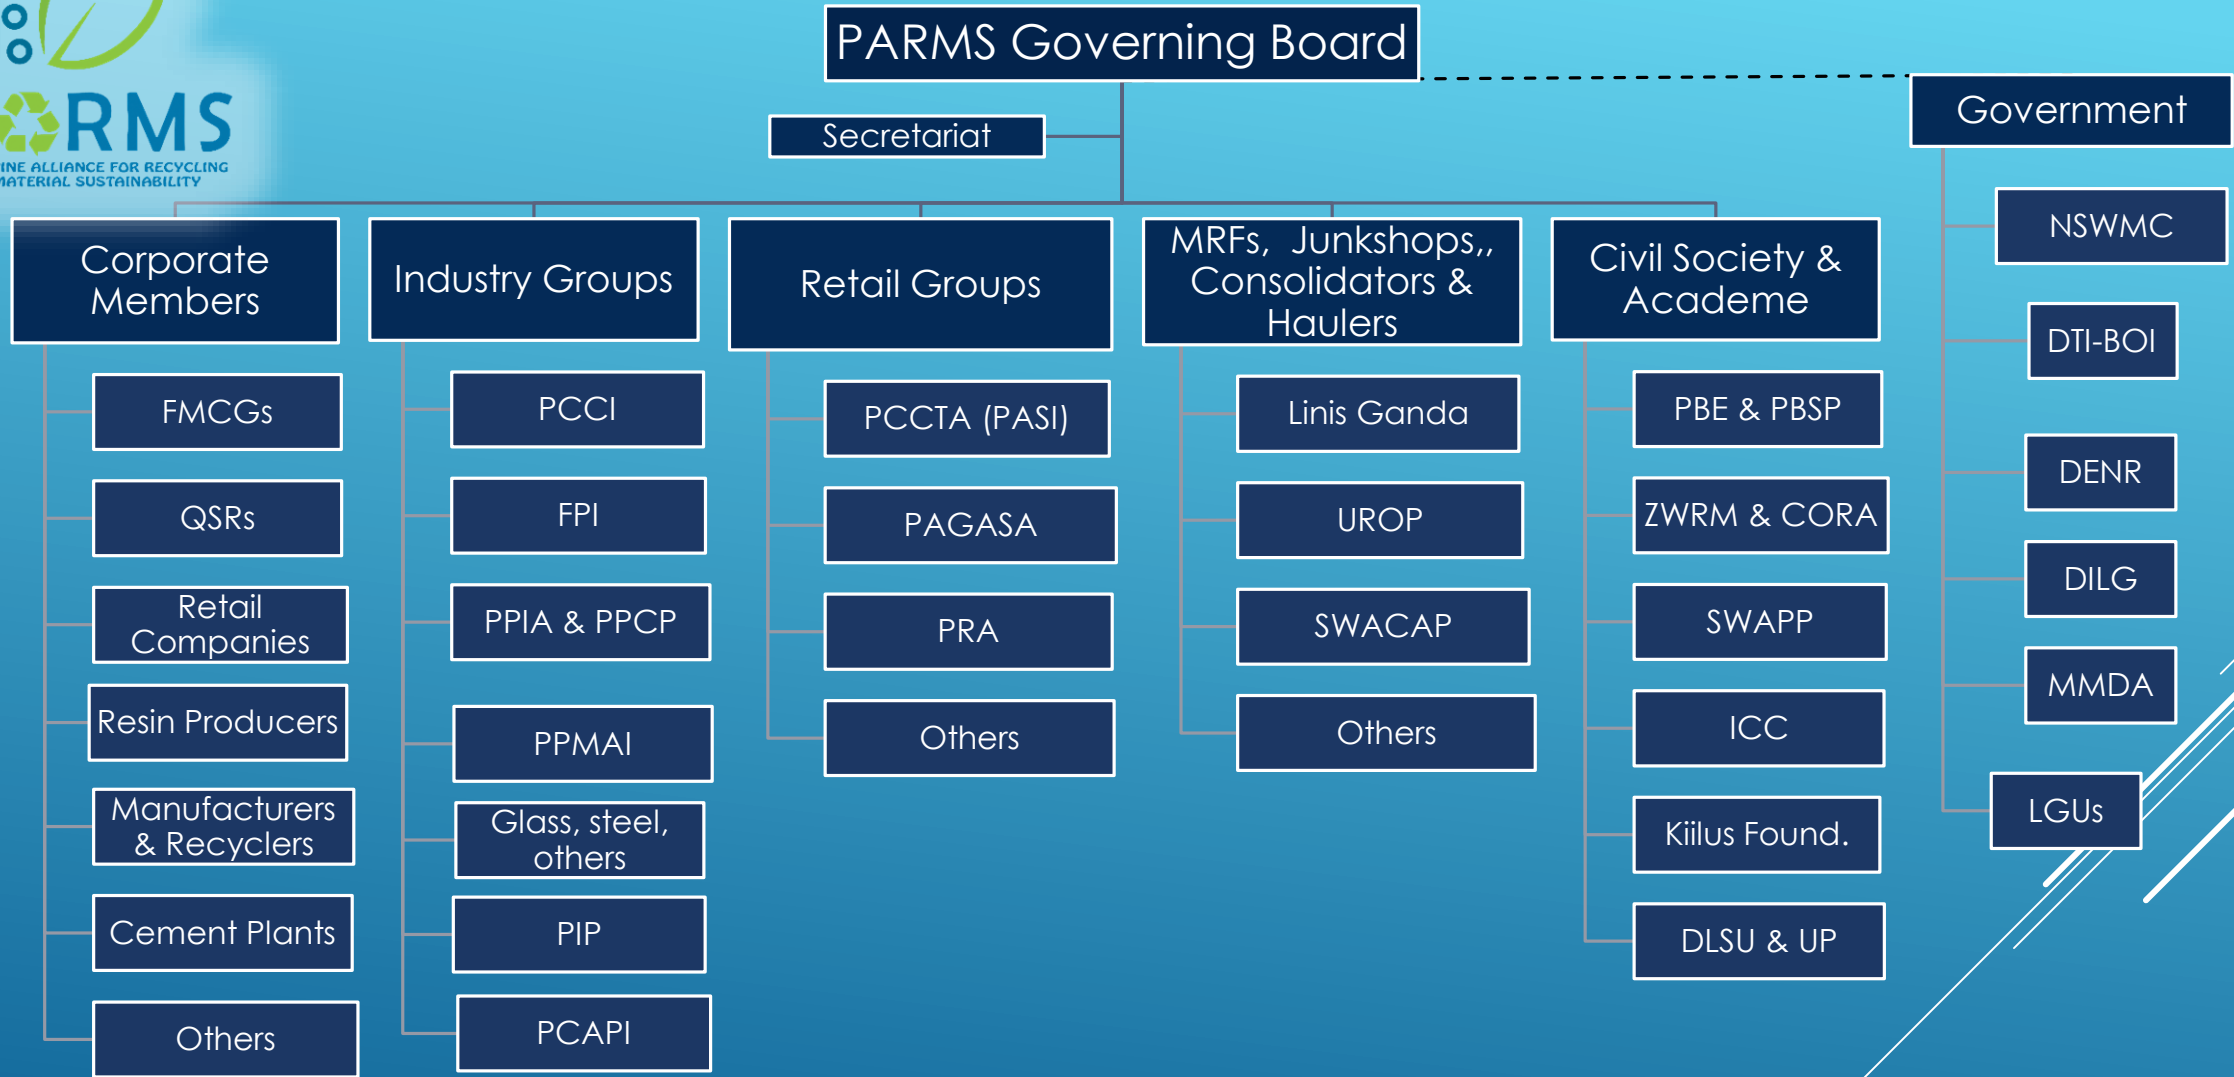 RMS
INE ALLIANCE FOR RECYCLING
MATERIAL SUSTAINABILITY
PARMS Governing Board
Secretariat
Government
NSWMC
DTI-BOI
DENR
DILG
MMDA
LGUs
Corporate
Members
FMCGs
QSRs
Retail
Companies
Resin Producers
Manufacturers
& Recyclers
Cement Plants
Others
Industry Groups
PCCI
FPI
PPIA & PPCP
PPMAI
Glass, steel,
others
PIP
PCAPI
Retail Groups
PCCTA (PASI)
PAGASA
PRA
Others
MRFs, Junkshops,,
Consolidators &
Haulers
Linis Ganda
UROP
SWACAP
Others
Civil Society &
Academe
PBE & PBSP
ZWRM & CORA
SWAPP
ICC
Kiilus Found.
DLSU & UP